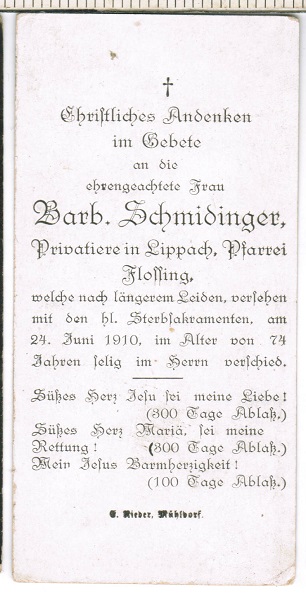 Christliches Andenken
im Gebete
an die
ehrengeachtete Frau
Barb. Schmidinger,
Privatiere in Lippach, Pfarrei
Flossing,
welche nach längerem Leiden, versehen
mit den hl. Sterbsakramenten, am
24. Juni 1910, im Alter von 74
Jahren selig im Herrn verschied.
Süßes Herz Jesu sei meine Liebe!
(300 Tage Ablaß.)
Süßes Herz Mariä, sei meine
Rettung! (300 Tage Ablaß.)
Mein Jesus Barmherzigkeit!
(100 Tage Ablaß.)
G. Rieder, Mühldorf.